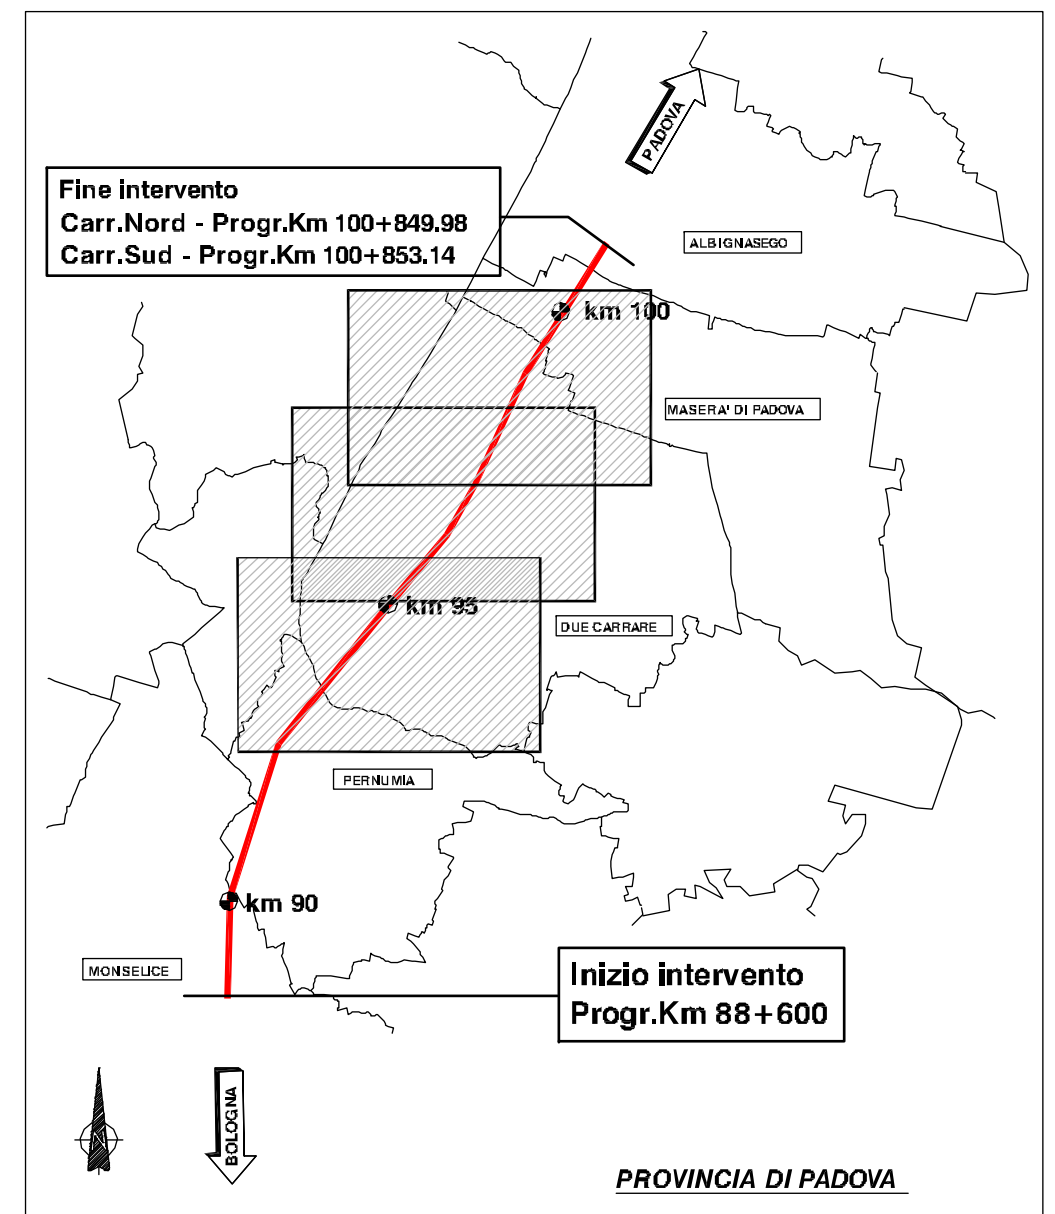 PADOVA
Fine intervento
Carr.Nord - Progr.Km 100+849.98
Carr.Sud - Progr.Km 100+853.14
ALBIGNASEGO
km 100
MASERA' DI PADOVA
km 95
DUE CARRARE
PERNUMIA
km 90
MONSELICE
Inizio intervento
Progr.Km 88+600
BOLOGNA
PROVINCIA DI PADOVA